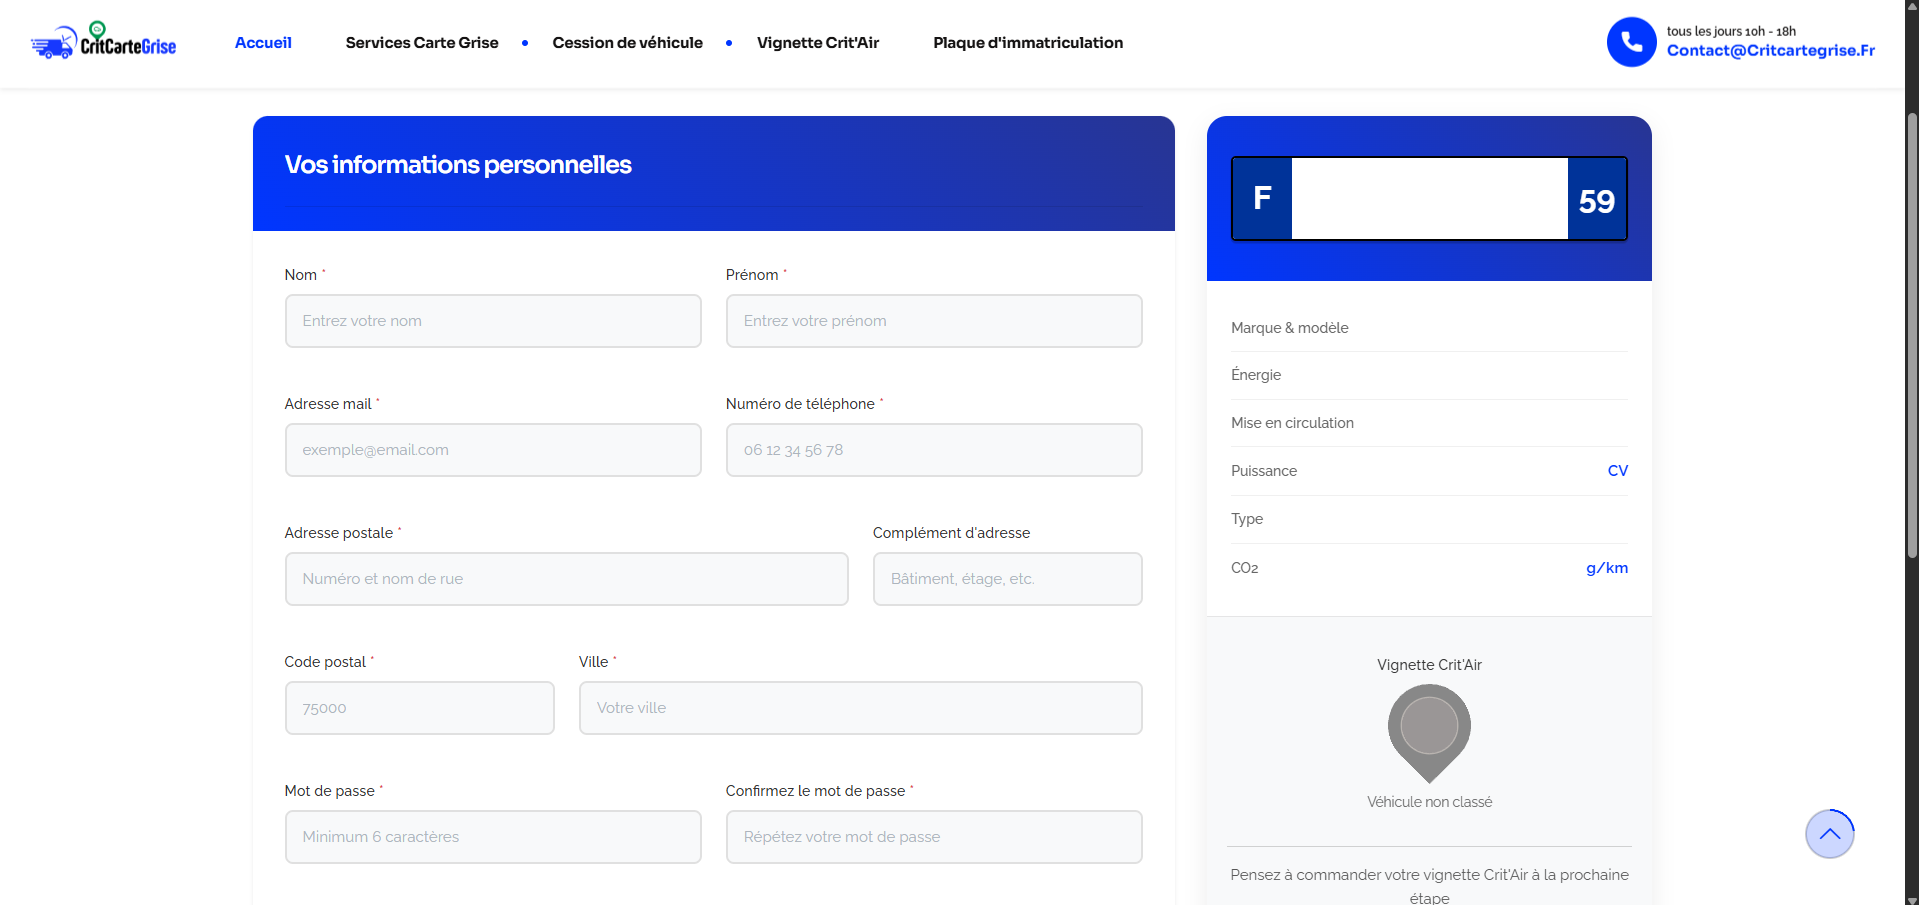 CritCarteGrise
Accueil
Services Carte Grise
Cession de véhicule
Vignette Crit'Air
Plaque d'immatriculation
tous les jours 10h - 18h
Contact@Critcartegrise.Fr
Vos informations personnelles
Nom *
Prénom *
Entrez votre nom
Entrez votre prénom
Adresse mail *
Numéro de téléphone *
exemple@email.com
06 12 34 56 78
Adresse postale *
Complément d'adresse
Numéro et nom de rue
Bâtiment, étage, etc.
Code postal *
Ville *
75000
Votre ville
Mot de passe *
Confirmez le mot de passe *
Minimum 6 caractères
Répétez votre mot de passe
F
59
Marque & modèle
Énergie
Mise en circulation
Puissance CV
Type
CO2 g/km
Vignette Crit'Air
Véhicule non classé
Pensez à commander votre vignette Crit'Air à la prochaine
étape